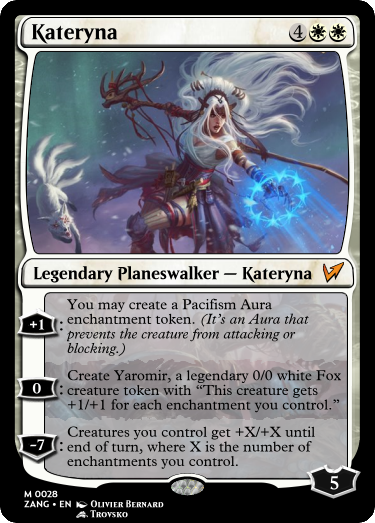 Kateryna 4
Legendary Planeswalker — Kateryna
+1: You may create a Pacifism Aura
enchantment token. (It's an Aura that
prevents the creature from attacking or
blocking.)
0: Create Yaromir, a legendary 0/0 white Fox
creature token with “This creature gets
+1/+1 for each enchantment you control.”
-7: Creatures you control get +X/+X until
end of turn, where X is the number of
enchantments you control.
5
M 0028
ZANG • EN Olivier Bernard
Trovsko